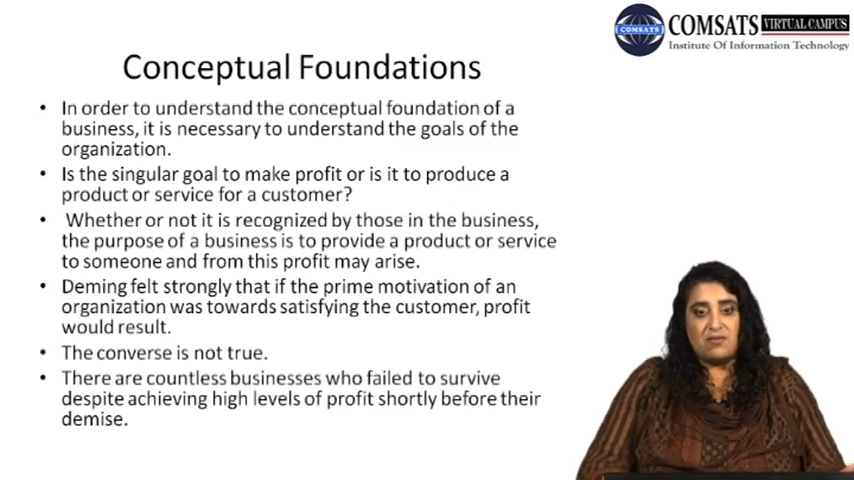 COMSATS
COMSATS VIRTUAL CAMPUS
Institute Of Information Technology
Conceptual Foundations
• In order to understand the conceptual foundation of a
business, it is necessary to understand the goals of the
organization.
• Is the singular goal to make profit or is it to produce a
product or service for a customer?
• Whether or not it is recognized by those in the business,
the purpose of a business is to provide a product or service
to someone and from this profit may arise.
• Deming felt strongly that if the prime motivation of an
organization was towards satisfying the customer, profit
would result.
• The converse is not true.
• There are countless businesses who failed to survive
despite achieving high levels of profit shortly before their
demise.